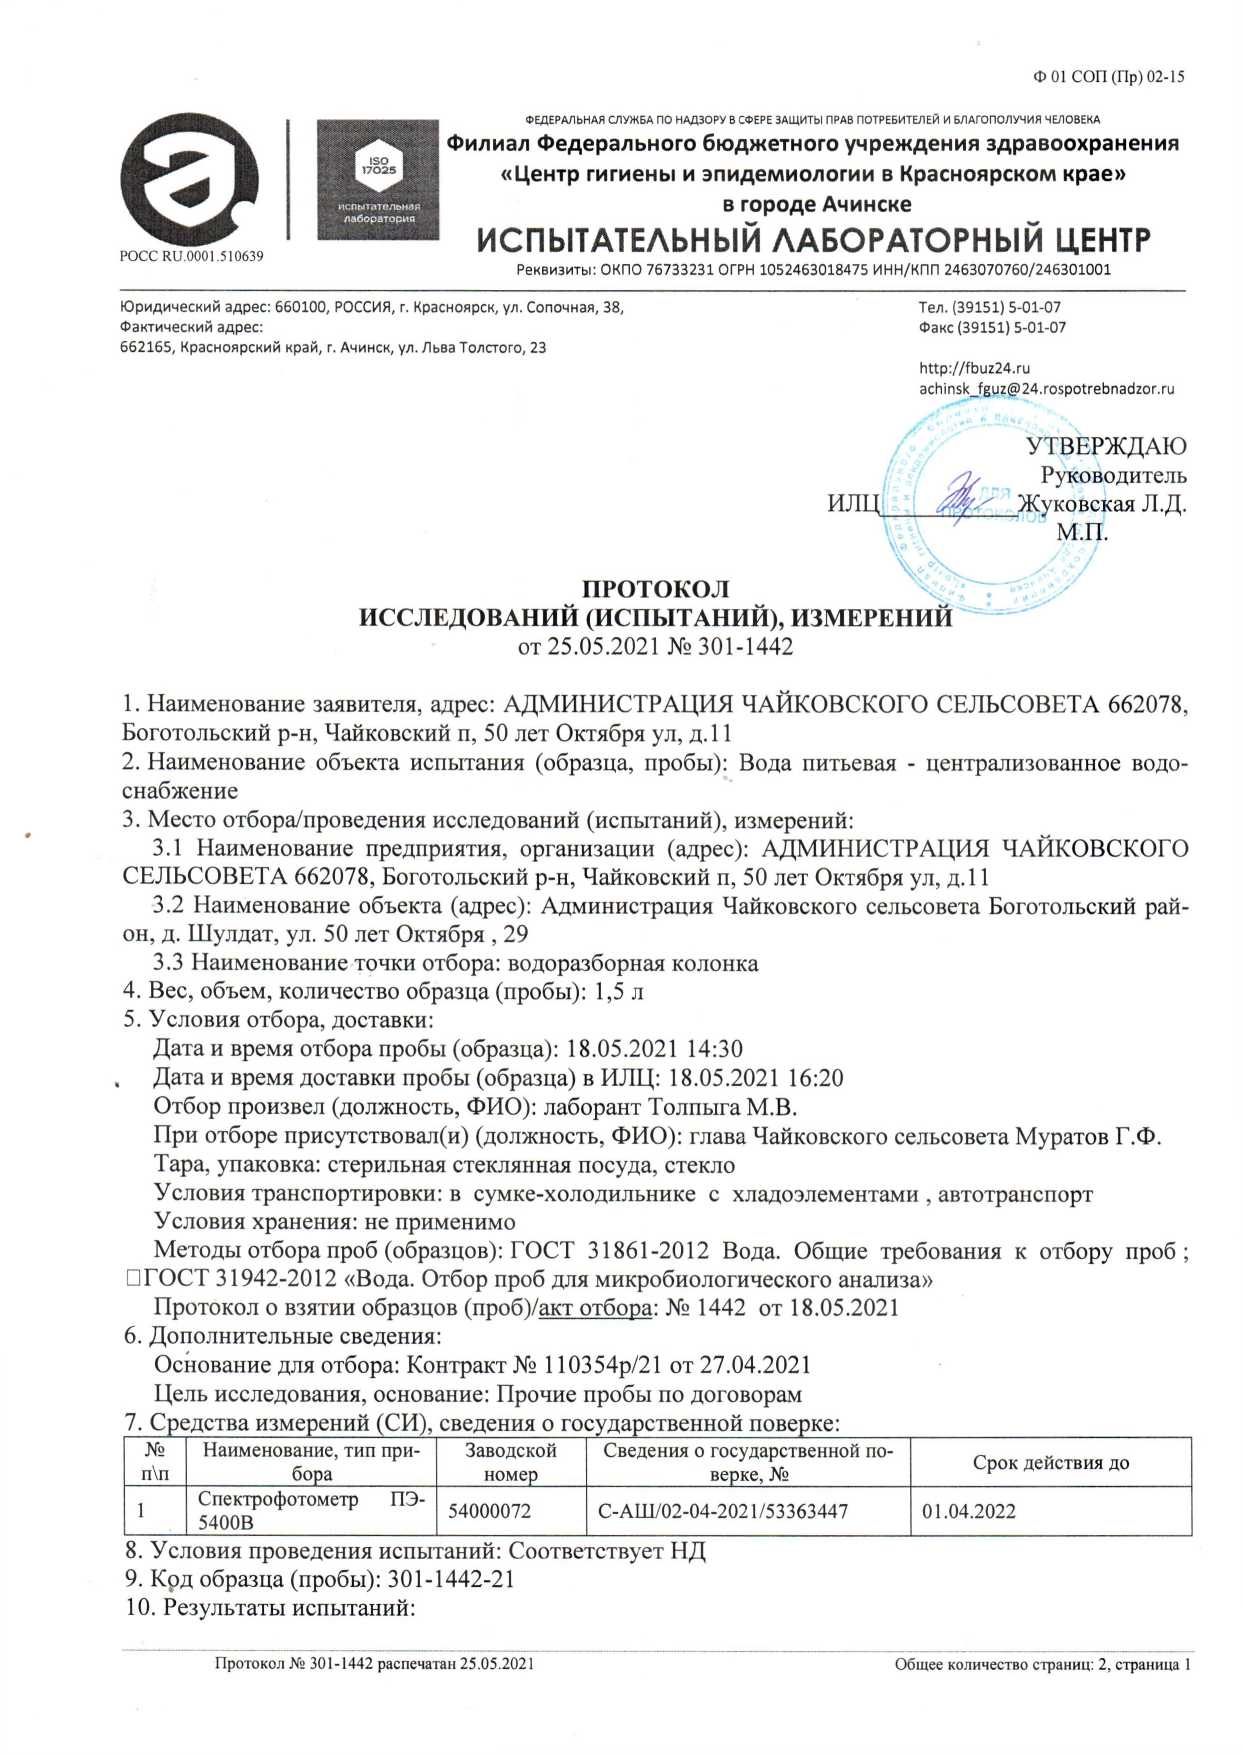 Ф 01 СОП (Пр) 02-15
ФЕДЕРАЛЬНАЯ СЛУЖБА ПО НАДЗОРУ В СФЕРЕ ЗАЩИТЫ ПРАВ ПОТРЕБИТЕЛЕЙ И БЛАГОПОЛУЧИЯ ЧЕЛОВЕКА
Филиал Федерального бюджетного учреждения здравоохранения
«Центр гигиены и эпидемиологии в Красноярском крае»
в городе Ачинске
ИСПЫТАТЕЛЬНЫЙ ЛАБОРАТОРНЫЙ ЦЕНТР
Реквизиты: ОКПО 76733231 ОГРН 1052463018475 ИНН/КПП 2463070760/246301001
ISO
17025
испытательная
лаборатория
РОСС RU.0001.510639
Юридический адрес: 660100, РОССИЯ, г. Красноярск, ул. Сопочная, 38,
Фактический адрес:
662165, Красноярский край, г. Ачинск, ул. Льва Толстого, 23
Тел. (39151) 5-01-07
Факс (39151) 5-01-07
http://fbuz24.ru
achinsk_fguz@24.rospotrebnadzor.ru
УТВЕРЖДАЮ
Руководитель
ИЛЦ___________Жуковская Л.Д.
М.П.
ДЛЯ
ПРОТОКОЛОВ
ПРОТОКОЛ
ИССЛЕДОВАНИЙ (ИСПЫТАНИЙ), ИЗМЕРЕНИЙ
от 25.05.2021 № 301-1442
1. Наименование заявителя, адрес: АДМИНИСТРАЦИЯ ЧАЙКОВСКОГО СЕЛЬСОВЕТА 662078,
Боготольский р-н, Чайковский п, 50 лет Октября ул, д.11
2. Наименование объекта испытания (образца, пробы): Вода питьевая - централизованное водо-
снабжение
3. Место отбора/проведения исследований (испытаний), измерений:
3.1 Наименование предприятия, организации (адрес): АДМИНИСТРАЦИЯ ЧАЙКОВСКОГО
СЕЛЬСОВЕТА 662078, Боготольский р-н, Чайковский п, 50 лет Октября ул, д.11
3.2 Наименование объекта (адрес): Администрация Чайковского сельсовета Боготольский рай-
он, д. Шулдат, ул. 50 лет Октября , 29
3.3 Наименование точки отбора: водоразборная колонка
4. Вес, объем, количество образца (пробы): 1,5 л
5. Условия отбора, доставки:
Дата и время отбора пробы (образца): 18.05.2021 14:30
Дата и время доставки пробы (образца) в ИЛЦ: 18.05.2021 16:20
Отбор произвел (должность, ФИО): лаборант Толпыга М.В.
При отборе присутствовал(и) (должность, ФИО): глава Чайковского сельсовета Муратов Г.Ф.
Тара, упаковка: стерильная стеклянная посуда, стекло
Условия транспортировки: в сумке-холодильнике с хладоэлементами , автотранспорт
Условия хранения: не применимо
Методы отбора проб (образцов): ГОСТ 31861-2012 Вода. Общие требования к отбору проб ;
□ГОСТ 31942-2012 «Вода. Отбор проб для микробиологического анализа»
Протокол о взятии образцов (проб)/акт отбора: № 1442 от 18.05.2021
6. Дополнительные сведения:
Основание для отбора: Контракт № 110354р/21 от 27.04.2021
Цель исследования, основание: Прочие пробы по договорам
7. Средства измерений (СИ), сведения о государственной поверке:
№ п\п Наименование, тип при-бора Заводской номер Сведения о государственной по-верке, № Срок действия до
1 Спектрофотометр ПЭ-5400В 54000072 С-АШ/02-04-2021/53363447 01.04.2022
8. Условия проведения испытаний: Соответствует НД
9. Код образца (пробы): 301-1442-21
10. Результаты испытаний:
Протокол № 301-1442 распечатан 25.05.2021
Общее количество страниц: 2, страница 1